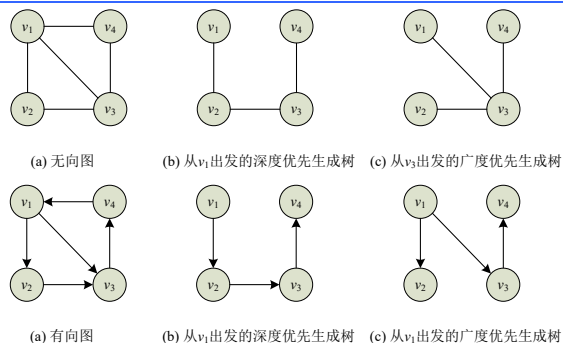 v1 v4 v1 v4 v1 v4
v2 v3 v2 v3 v2 v3
(a) 无向图 (b) 从v1出发的深度优先生成树 (c) 从v3出发的广度优先生成树
v1 v4 v1 v4 v1 v4
v2 v3 v2 v3 v2 v3
(a) 有向图 (b) 从v1出发的深度优先生成树 (c) 从v1出发的广度优先生成树